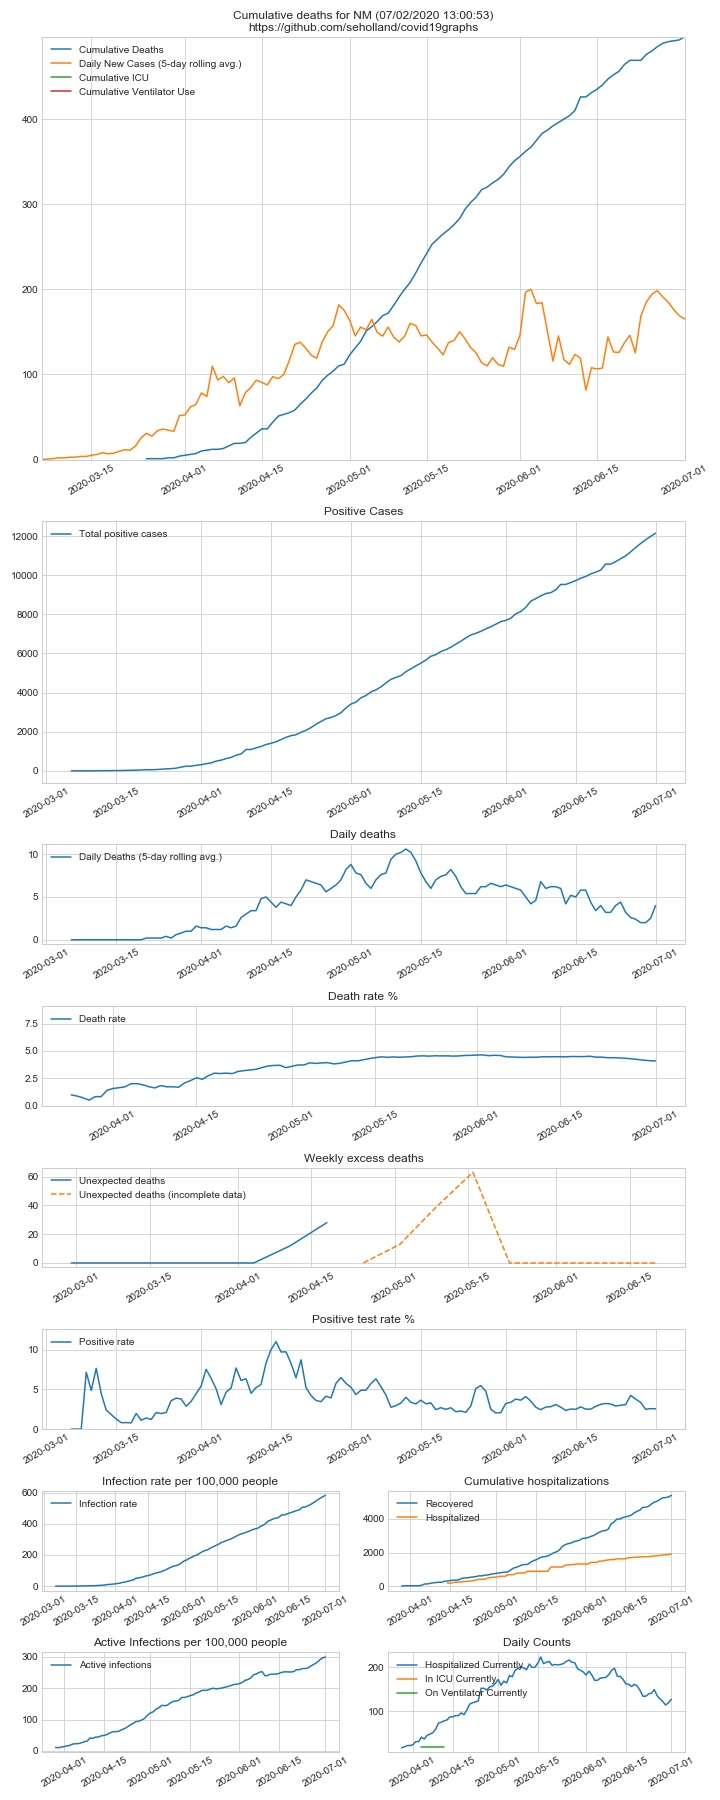 Cumulative deaths for NM (07/02/2020 13:00:53)
https://github.com/seholland/covid19graphs
Cumulative Deaths
Daily New Cases (5-day rolling avg.)
Cumulative ICU
Cumulative Ventilator Use
400
300
200
100
0
2020-03-15 2020-04-01 2020-04-15 2020-05-01 2020-05-15 2020-06-01 2020-06-15 2020-07-01
Positive Cases
Total positive cases
12000
10000
8000
6000
4000
2000
0
2020-03-01 2020-03-15 2020-04-01 2020-04-15 2020-05-01 2020-05-15 2020-06-01 2020-06-15 2020-07-01
Daily deaths
Daily Deaths (5-day rolling avg.)
10
5
0
2020-03-01 2020-03-15 2020-04-01 2020-04-15 2020-05-01 2020-05-15 2020-06-01 2020-06-15 2020-07-01
Death rate %
Death rate
7.5
5.0
2.5
0.0
2020-04-01 2020-04-15 2020-05-01 2020-05-15 2020-06-01 2020-06-15 2020-07-01
Weekly excess deaths
Unexpected deaths
Unexpected deaths (incomplete data)
60
40
20
0
2020-03-01 2020-03-15 2020-04-01 2020-04-15 2020-05-01 2020-05-15 2020-06-01 2020-06-15
Positive test rate %
Positive rate
10
5
0
2020-03-01 2020-03-15 2020-04-01 2020-04-15 2020-05-01 2020-05-15 2020-06-01 2020-06-15 2020-07-01
Infection rate per 100,000 people
Infection rate
600
400
200
0
2020-03-01 2020-03-15 2020-04-01 2020-04-15 2020-05-01 2020-05-15 2020-06-01 2020-06-15 2020-07-01
Cumulative hospitalizations
Recovered
Hospitalized
4000
2000
0
2020-04-01 2020-04-15 2020-05-01 2020-05-15 2020-06-01 2020-06-15 2020-07-01
Active Infections per 100,000 people
Active infections
300
200
100
0
2020-04-01 2020-04-15 2020-05-01 2020-05-15 2020-06-01 2020-06-15 2020-07-01
Daily Counts
Hospitalized Currently
In ICU Currently
On Ventilator Currently
200
100
2020-04-01 2020-04-15 2020-05-01 2020-05-15 2020-06-01 2020-06-15 2020-07-01